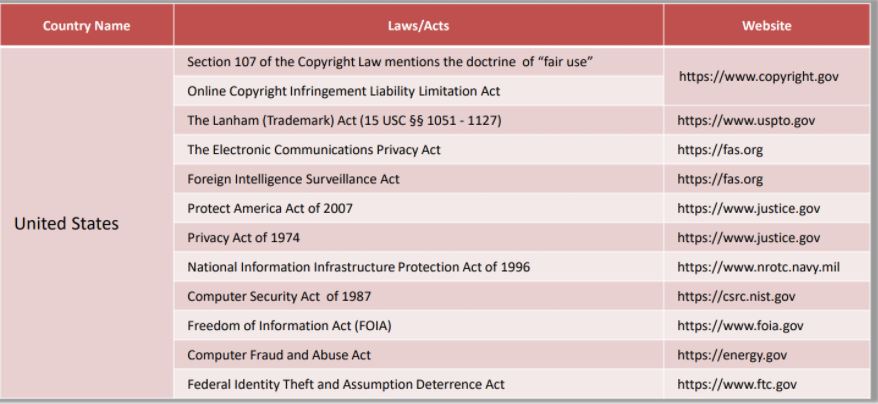 Country Name Laws/Acts Website
Section 107 of the Copyright Law mentions the doctrine of “fair use”
https://www.copyright.gov
Online Copyright Infringement Liability Limitation Act
The Lanham (Trademark) Act (15 USC §§ 1051 - 1127) https://www.uspto.gov
The Electronic Communications Privacy Act https://fas.org
Foreign Intelligence Surveillance Act https://fas.org
Protect America Act of 2007 https://www.justice.gov
United States
Privacy Act of 1974 https://www.justice.gov
National Information Infrastructure Protection Act of 1996 https://www.nrotc.navy.mil
Computer Security Act of 1987 https://csrc.nist.gov
Freedom of Information Act (FOIA) https://www.foia.gov
Computer Fraud and Abuse Act https://energy.gov
Federal Identity Theft and Assumption Deterrence Act https://www.ftc.gov